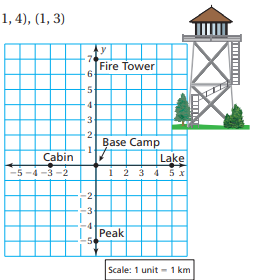 1, 4), (1, 3)
y
7
Fire Tower
6
5
4
3
2
Base Camp
1
Cabin
Lake
-5 -4 -3 -2 1 2 3 4 5 x
-2
-3
-4
Peak
-5
Scale: 1 unit = 1 km